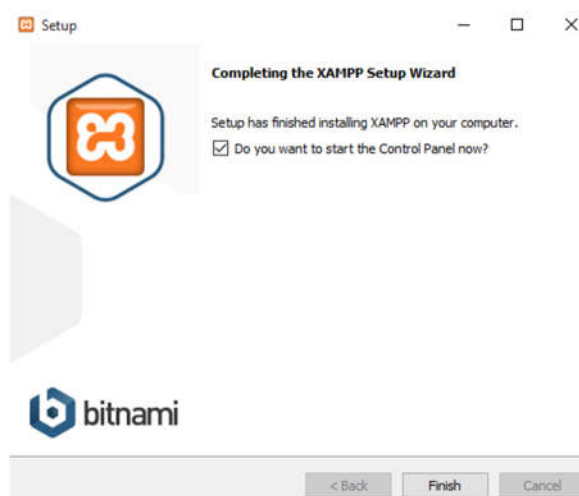 Setup
Completing the XAMPP Setup Wizard
Setup has finished installing XAMPP on your computer.
Do you want to start the Control Panel now?
bitnami
< Back Finish Cancel